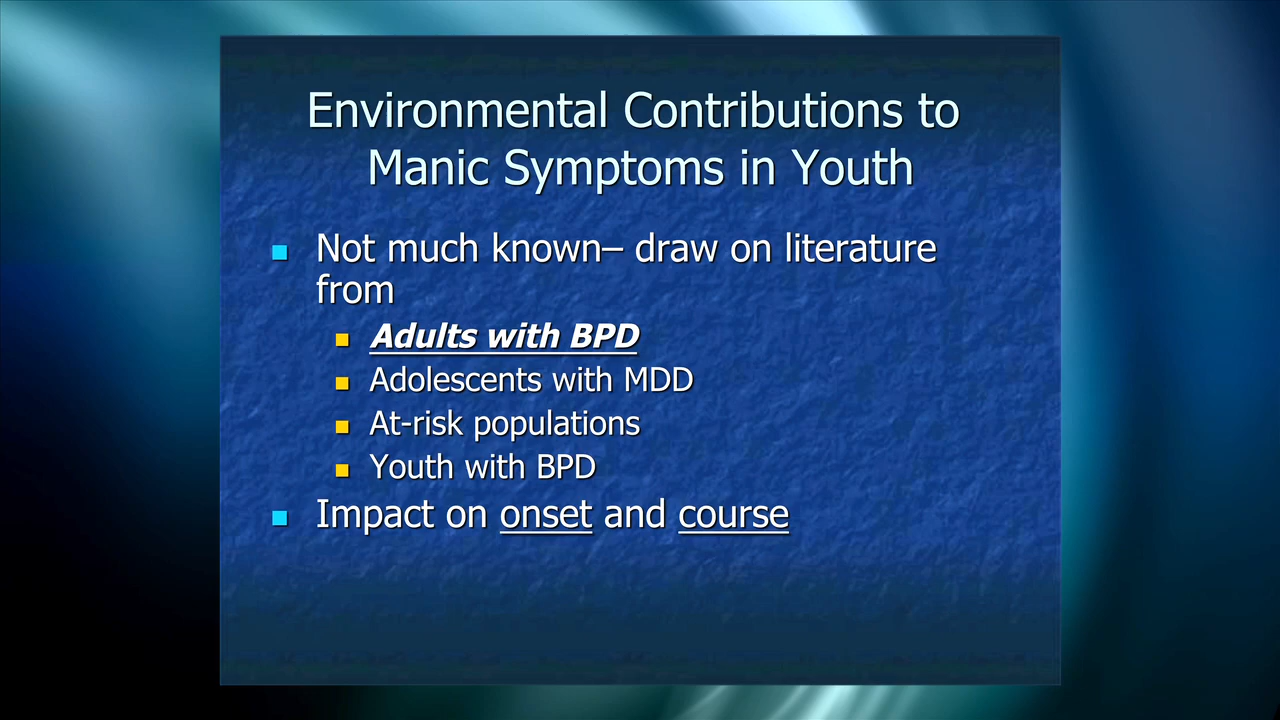 Environmental Contributions to
Manic Symptoms in Youth
Not much known– draw on literature
from
Adults with BPD
Adolescents with MDD
At-risk populations
Youth with BPD
Impact on onset and course